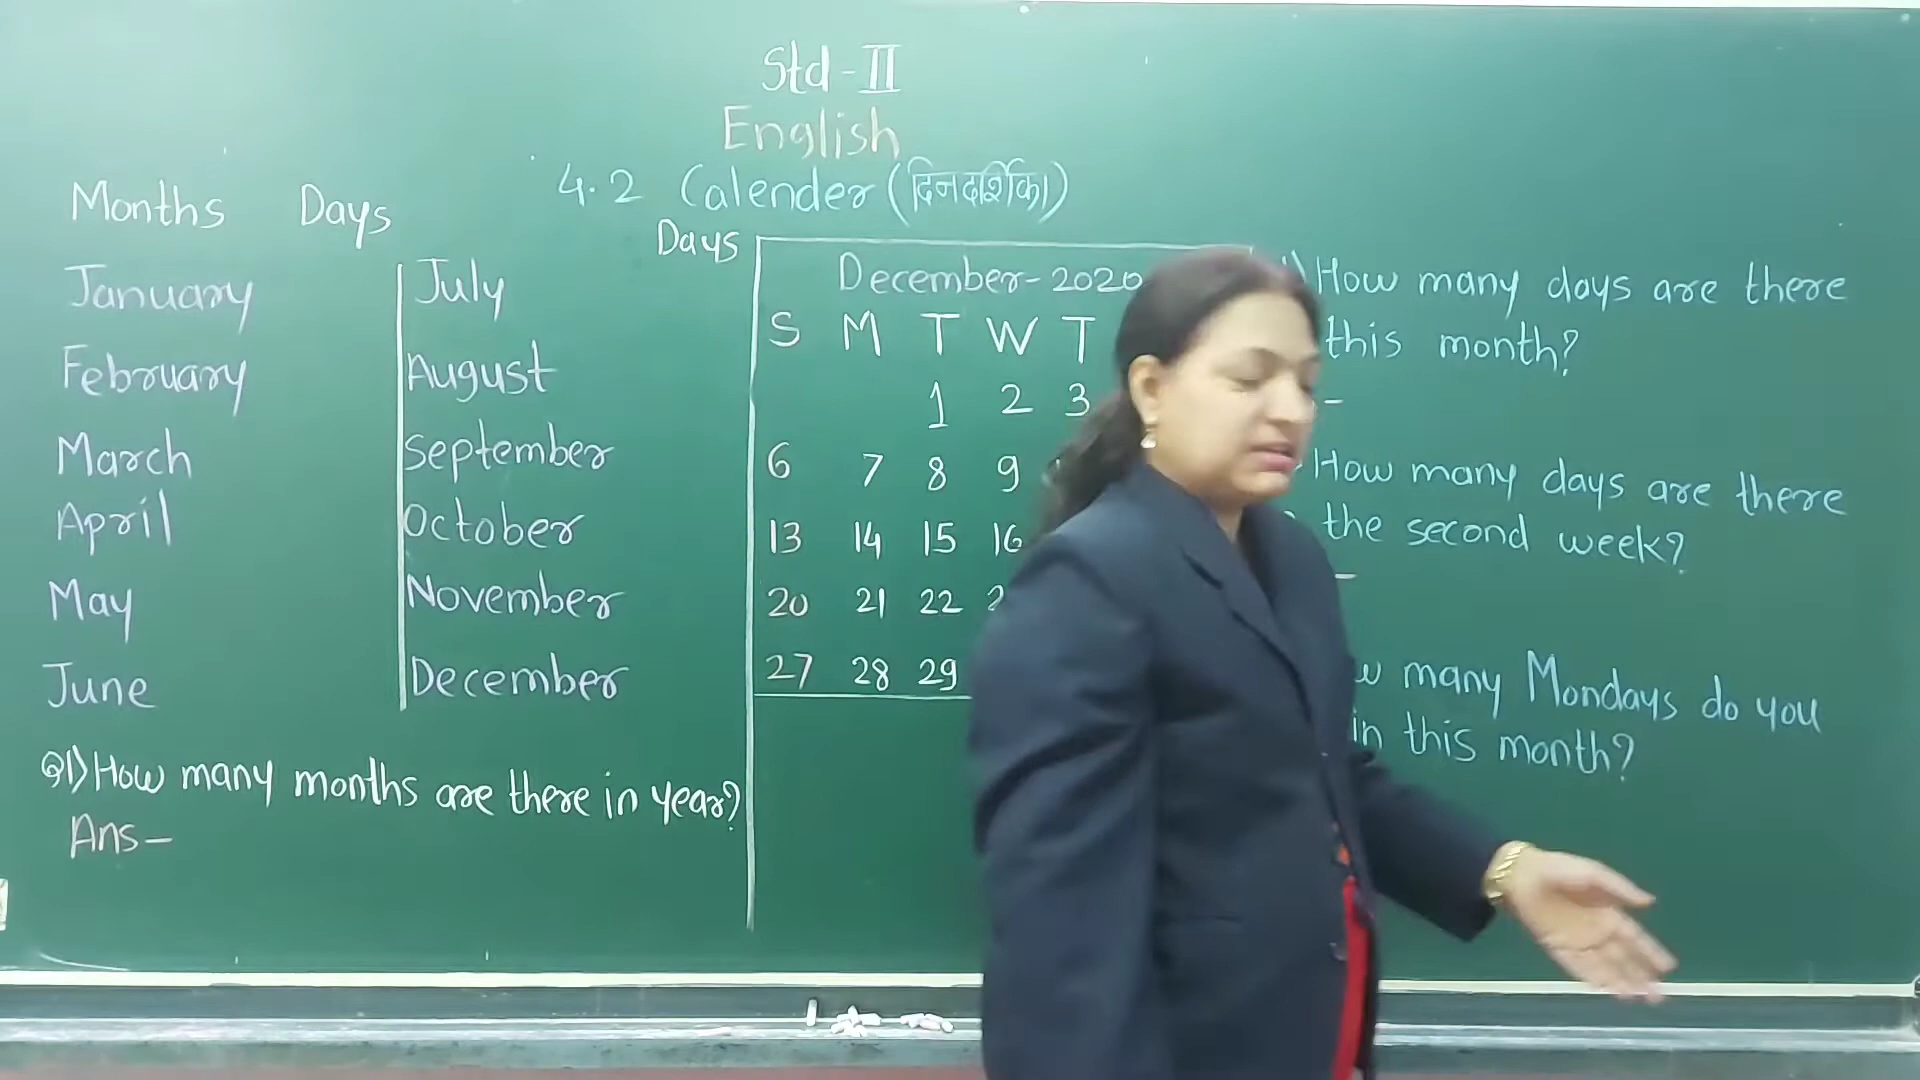 Std-II
English
4.2 Calender (दिनदर्शिका)
Months Days
January
February
March
April
May
June
July
August
September
October
November
December
Q1) How many months are there in year?
Ans-
Days
December-2020
S M T W T
1 2 3
6 7 8 9
13 14 15 16
20 21 22
27 28 29
How many days are there
this month?
-
How many days are there
the second week?
-
many Mondays do you
in this month?